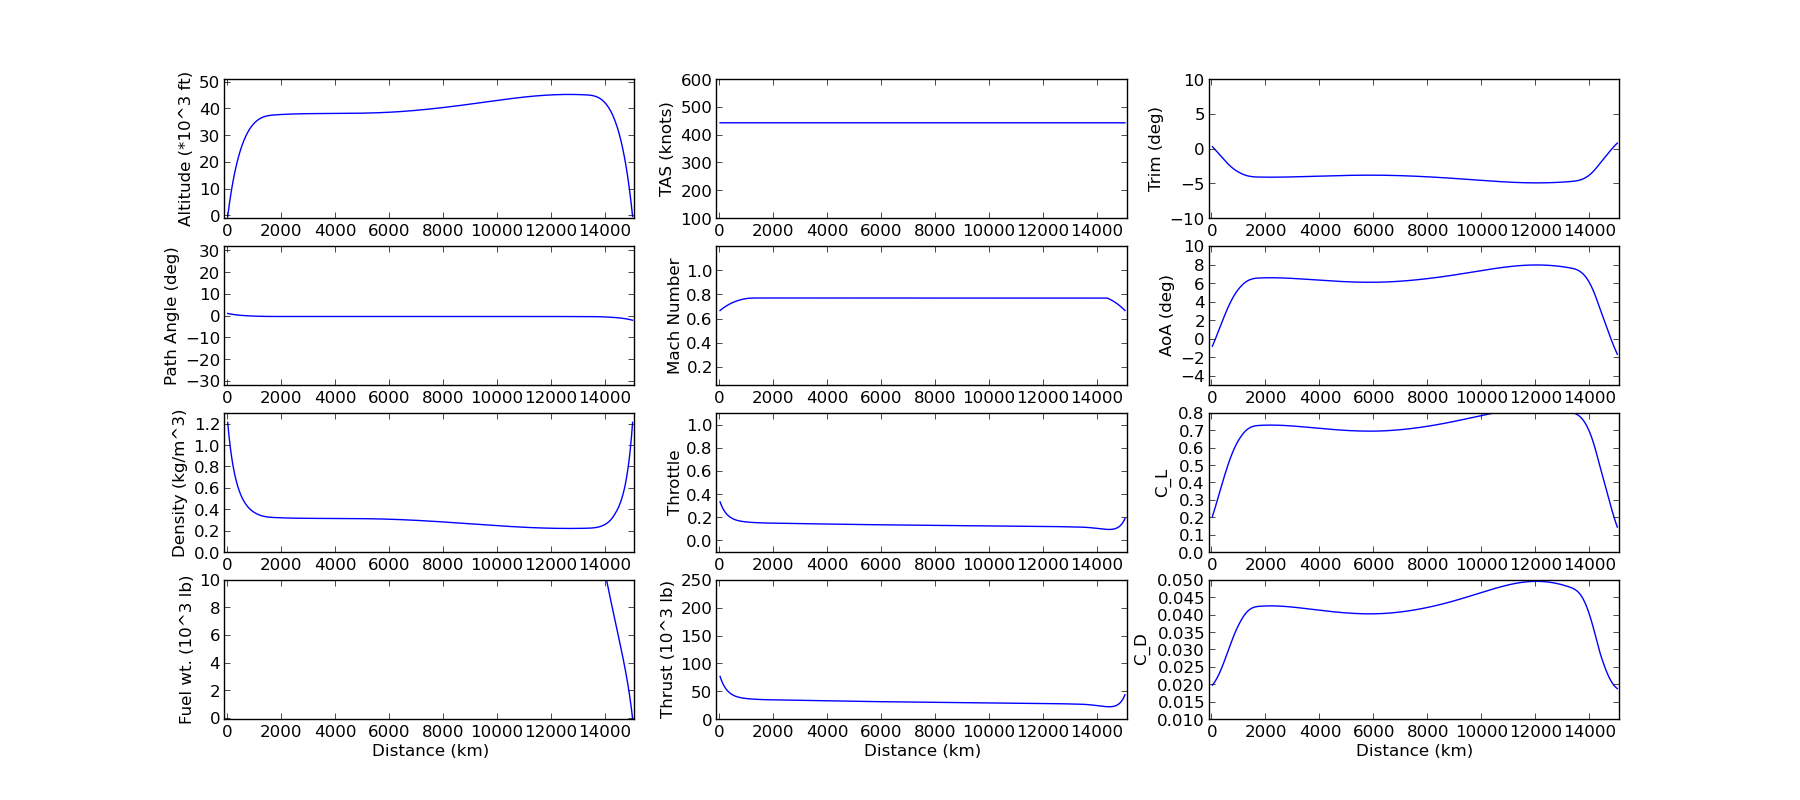 Altitude (*10^3 ft)
50
40
30
20
10
0
0 2000 4000 6000 8000 10000 12000 14000
TAS (knots)
600
500
400
300
200
100
0 2000 4000 6000 8000 10000 12000 14000
Trim (deg)
10
5
0
−5
−10
0 2000 4000 6000 8000 10000 12000 14000
Path Angle (deg)
30
20
10
0
−10
−20
−30
0 2000 4000 6000 8000 10000 12000 14000
Mach Number
1.0
0.8
0.6
0.4
0.2
0 2000 4000 6000 8000 10000 12000 14000
AoA (deg)
10
8
6
4
2
0
−2
−4
0 2000 4000 6000 8000 10000 12000 14000
Density (kg/m^3)
1.2
1.0
0.8
0.6
0.4
0.2
0.0
0 2000 4000 6000 8000 10000 12000 14000
Throttle
1.0
0.8
0.6
0.4
0.2
0.0
0 2000 4000 6000 8000 10000 12000 14000
C_L
0.8
0.7
0.6
0.5
0.4
0.3
0.2
0.1
0.0
0 2000 4000 6000 8000 10000 12000 14000
Fuel wt. (10^3 lb)
10
8
6
4
2
0
0 2000 4000 6000 8000 10000 12000 14000
Distance (km)
Thrust (10^3 lb)
250
200
150
100
50
0
0 2000 4000 6000 8000 10000 12000 14000
Distance (km)
C_D
0.050
0.045
0.040
0.035
0.030
0.025
0.020
0.015
0.010
0 2000 4000 6000 8000 10000 12000 14000
Distance (km)